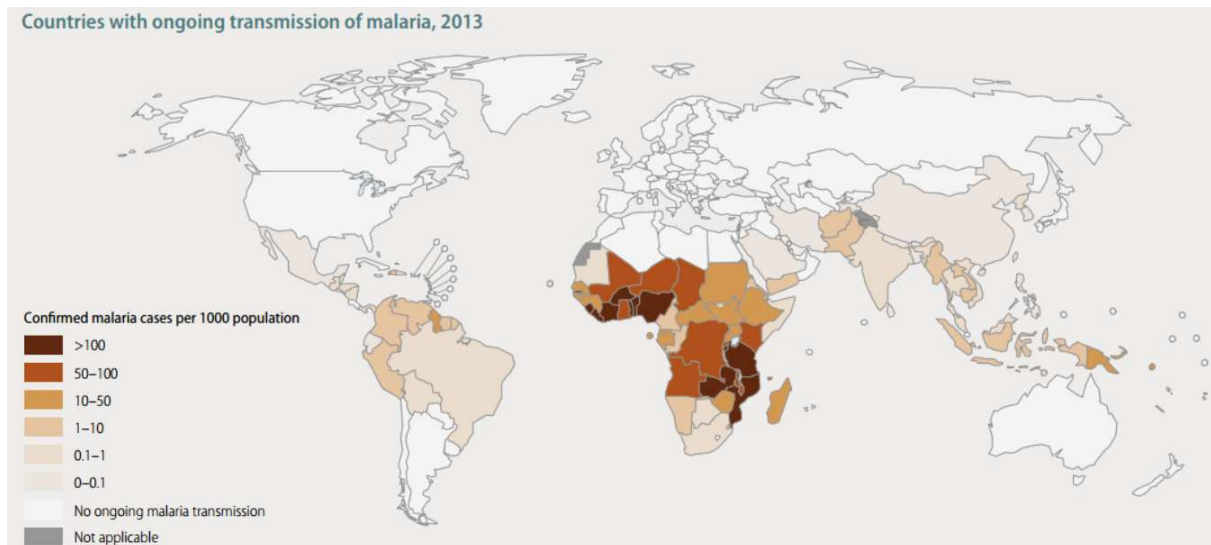 Countries with ongoing transmission of malaria, 2013
Confirmed malaria cases per 1000 population
>100
50–100
10–50
1–10
0.1–1
0–0.1
No ongoing malaria transmission
Not applicable